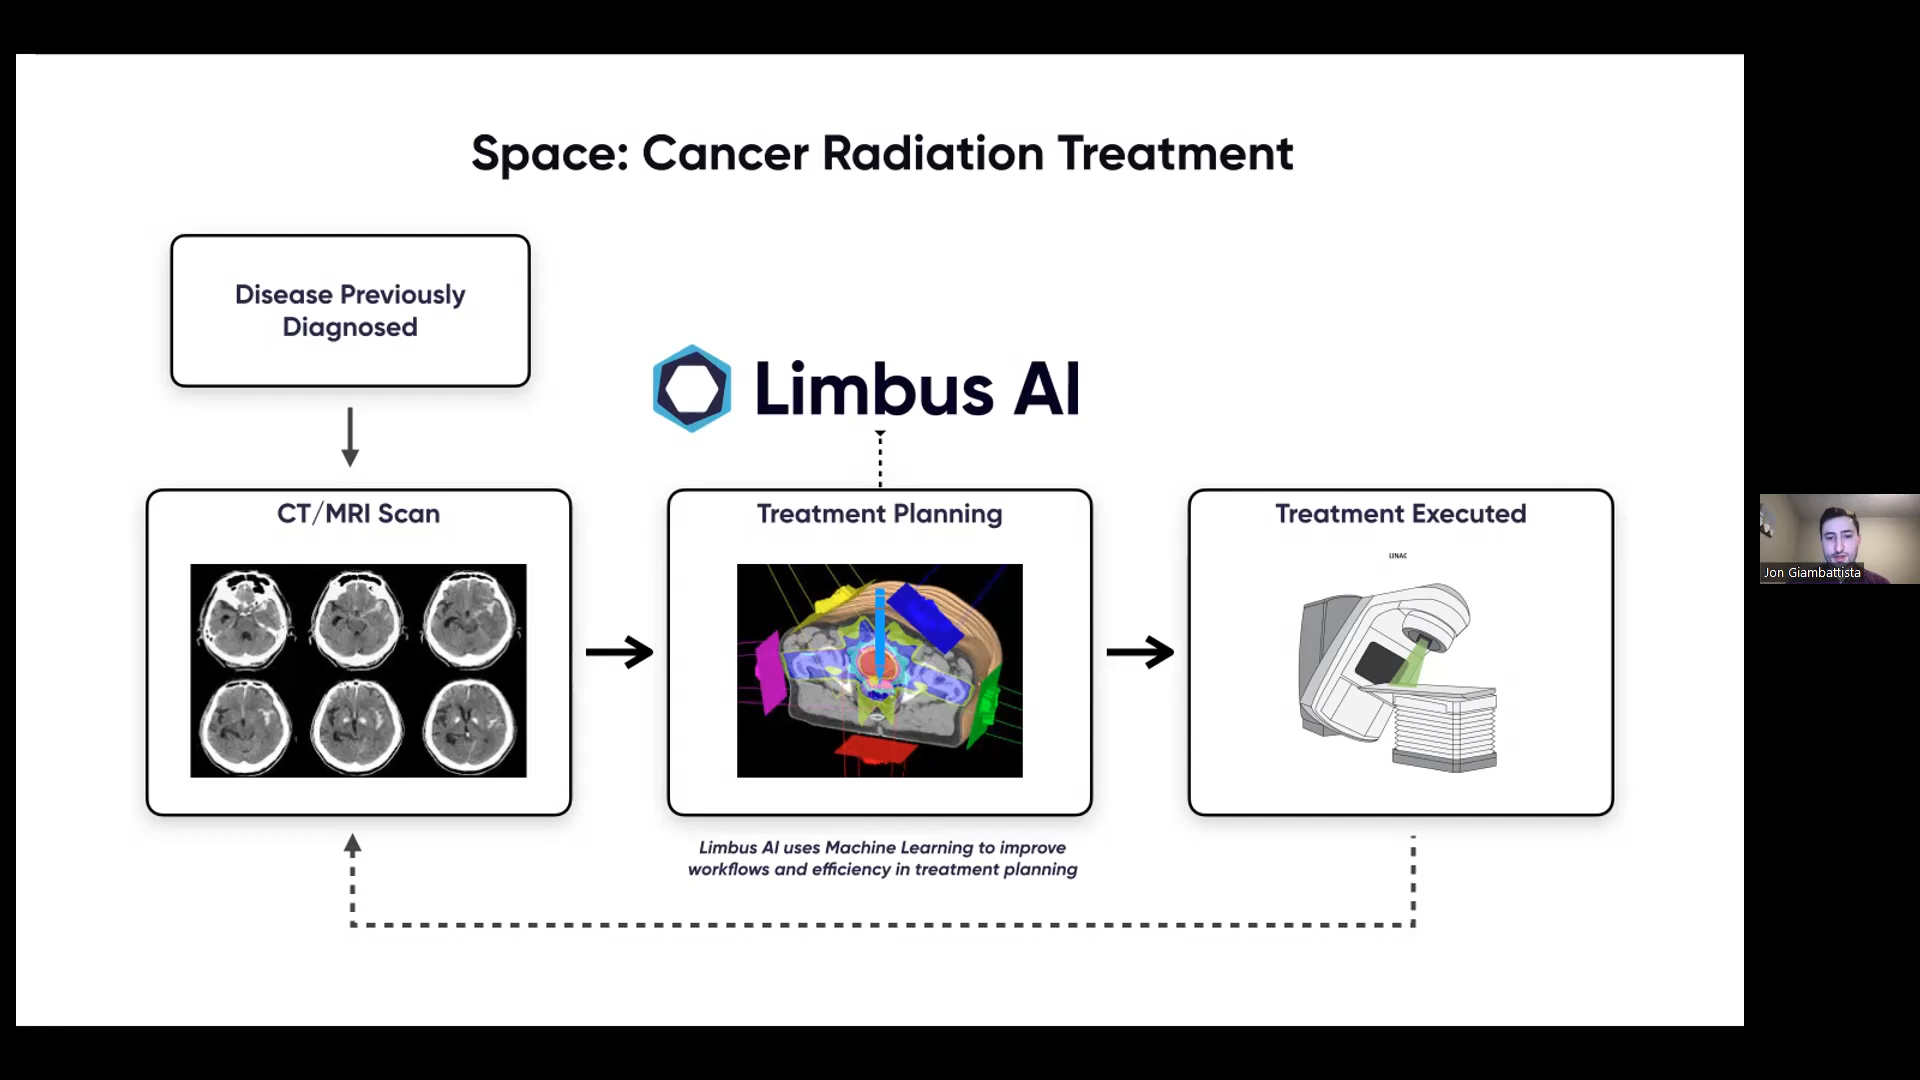 Space: Cancer Radiation Treatment
Disease Previously
Diagnosed
Limbus AI
CT/MRI Scan
Treatment Planning
Treatment Executed
LINAC
Limbus AI uses Machine Learning to improve
workflows and efficiency in treatment planning
Jon Giambattista